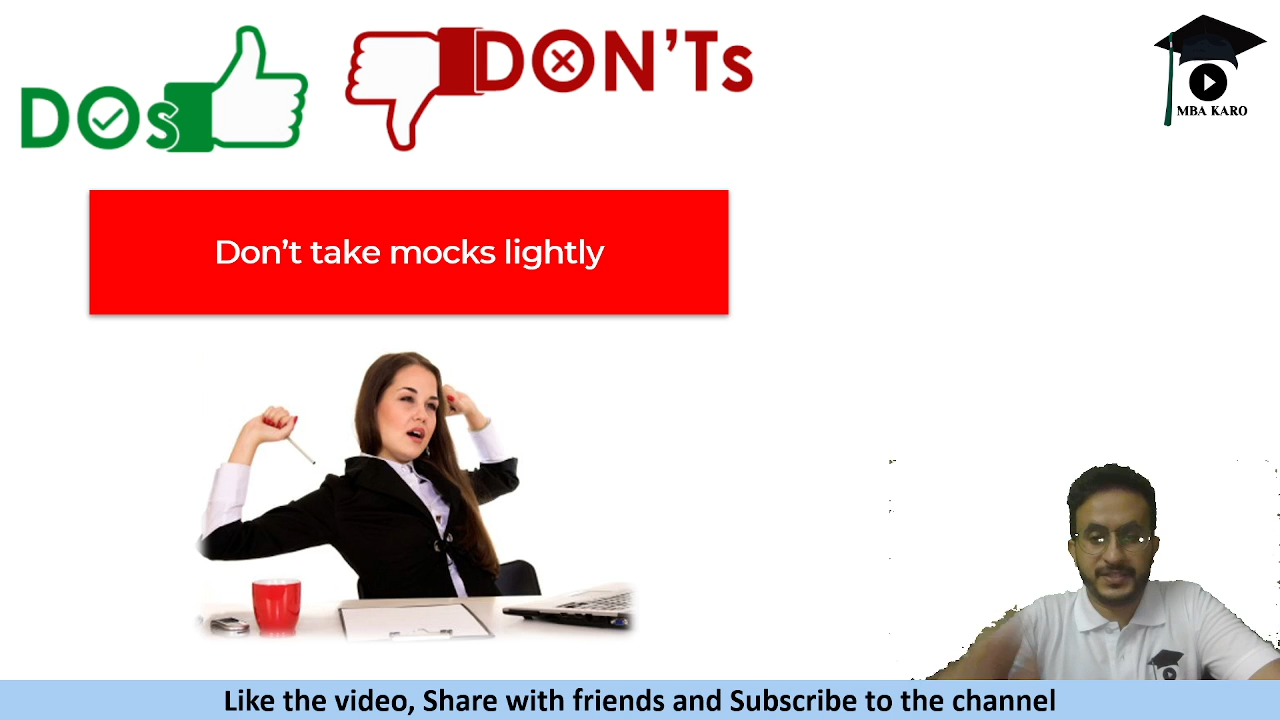 DOs
DON'Ts
MBA KARO
Don't take mocks lightly
Like the video, Share with friends and Subscribe to the channel